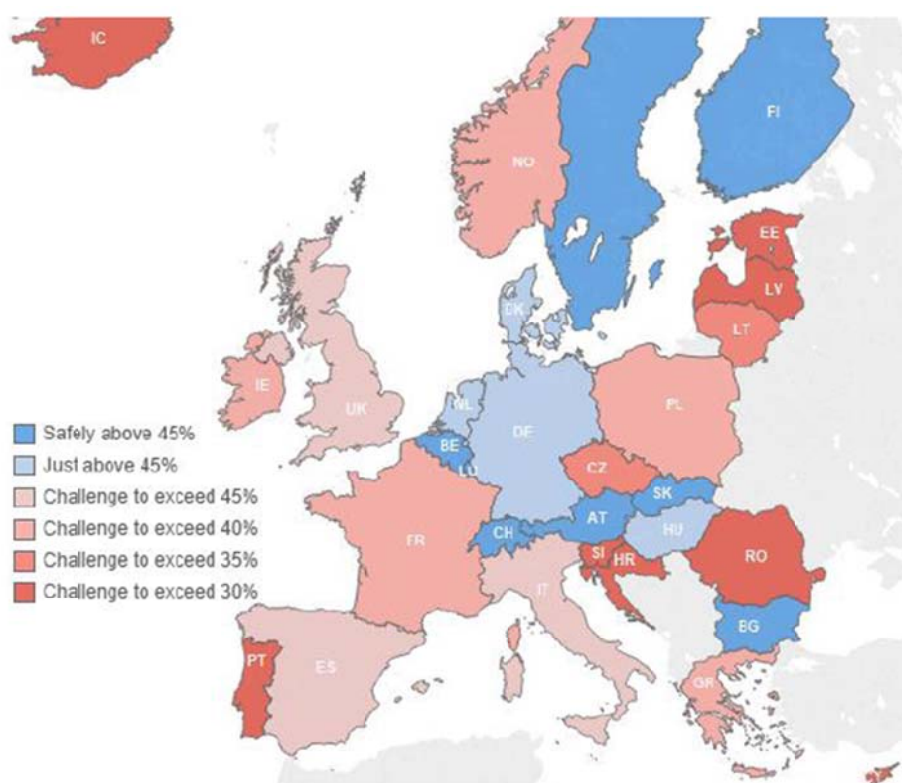 IC
FI
NO
EE
LV
DK
LT
IE
UK
NL
PL
DE
BE
LU
CZ
SK
FR
CH
AT
HU
SI
HR
RO
IT
BG
PT
ES
GR
Safely above 45%
Just above 45%
Challenge to exceed 45%
Challenge to exceed 40%
Challenge to exceed 35%
Challenge to exceed 30%